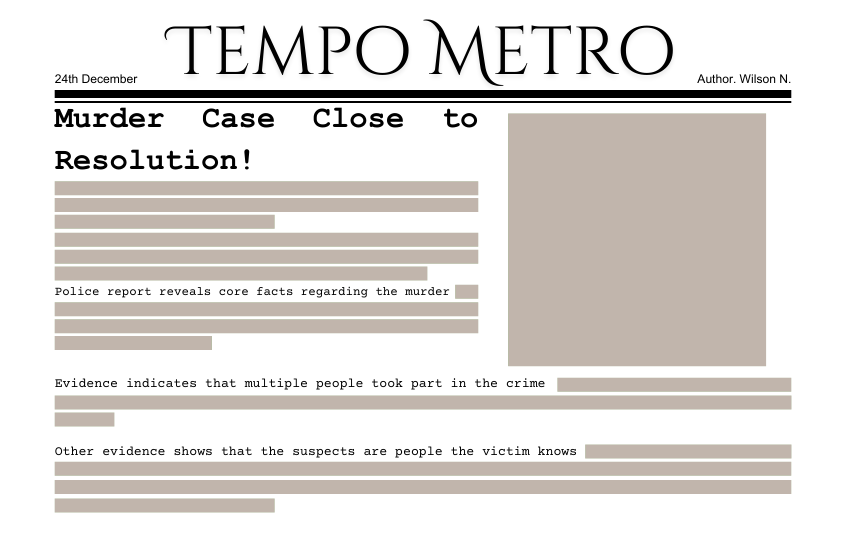 TEMPO METRO
24th December
Author. Wilson N.
Murder Case Close to
Resolution!
Police report reveals core facts regarding the murder
Evidence indicates that multiple people took part in the crime
Other evidence shows that the suspects are people the victim knows